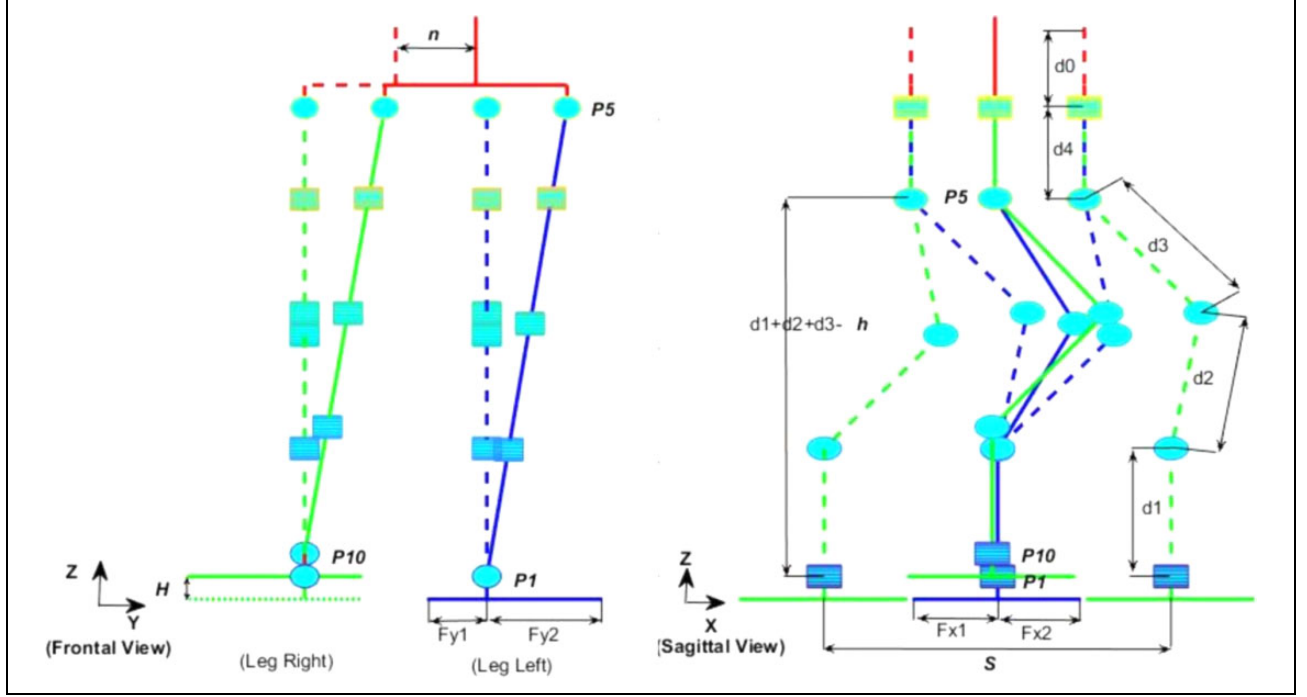 n
P5
P10
P1
H
Z
Y
(Frontal View)
(Leg Right)
Fy1
Fy2
(Leg Left)
d0
d4
P5
d3
d1+d2+d3- h
d2
d1
P10
P1
Z
X
(Sagittal View)
Fx1
Fx2
S